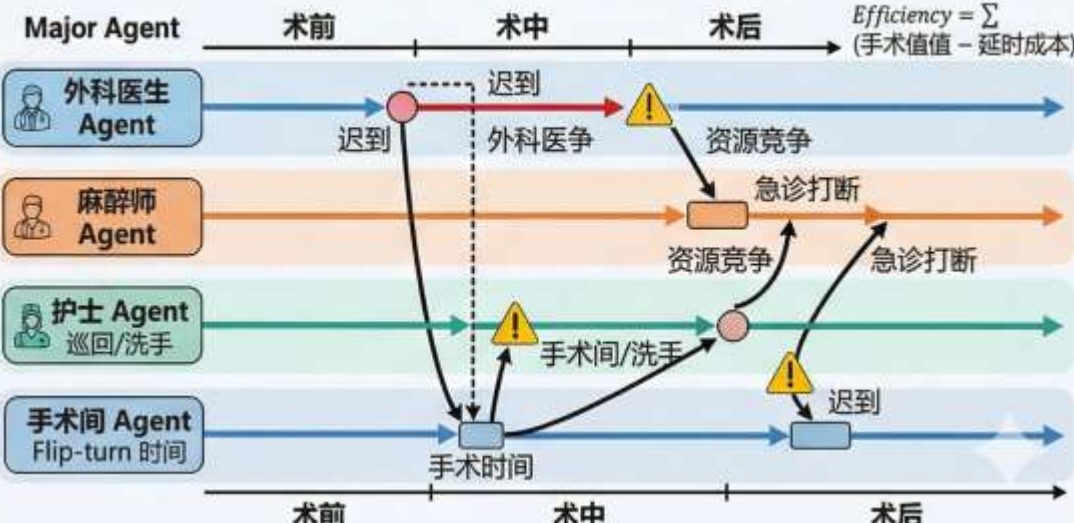 Major Agent
术前
术中
术后
Efficiency = ∑
(手术值值 – 延时成本)
外科医生
Agent
迟到
迟到
外科医争
资源竞争
麻醉师
Agent
急诊打断
资源竞争
急诊打断
护士 Agent
巡回/洗手
手术间/洗手
手术间 Agent
Flip-turn 时间
迟到
手术时间
术前
术中
术后